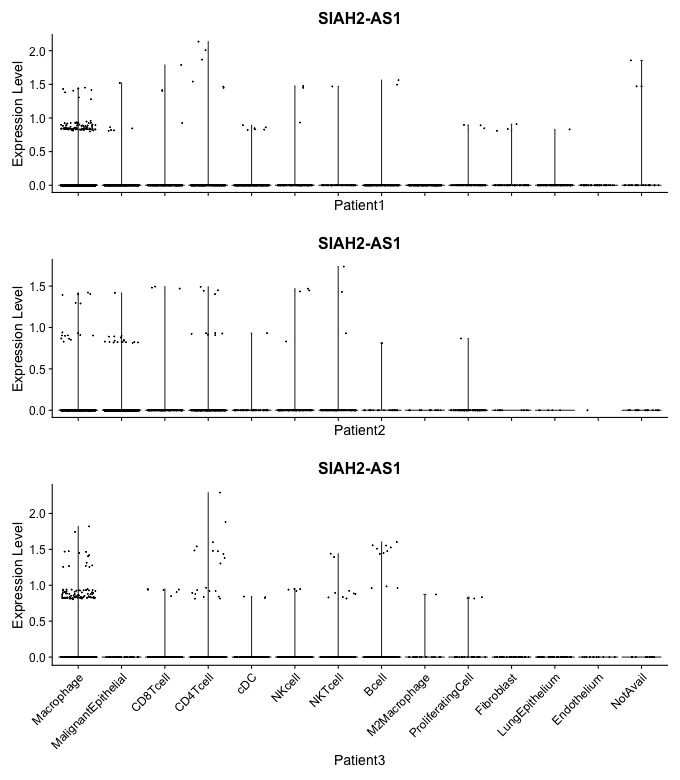 SIAH2-AS1
Expression Level
2.0
1.5
1.0
0.5
0.0
Patient1
SIAH2-AS1
Expression Level
1.5
1.0
0.5
0.0
Patient2
SIAH2-AS1
Expression Level
2.0
1.5
1.0
0.5
0.0
Macrophage
MalignantEpithelial
CD8Tcell
CD4Tcell
cDC
NKcell
NKTcell
Bcell
M2Macrophage
ProliferatingCell
Fibroblast
LungEpithelium
Endothelium
NotAvail
Patient3